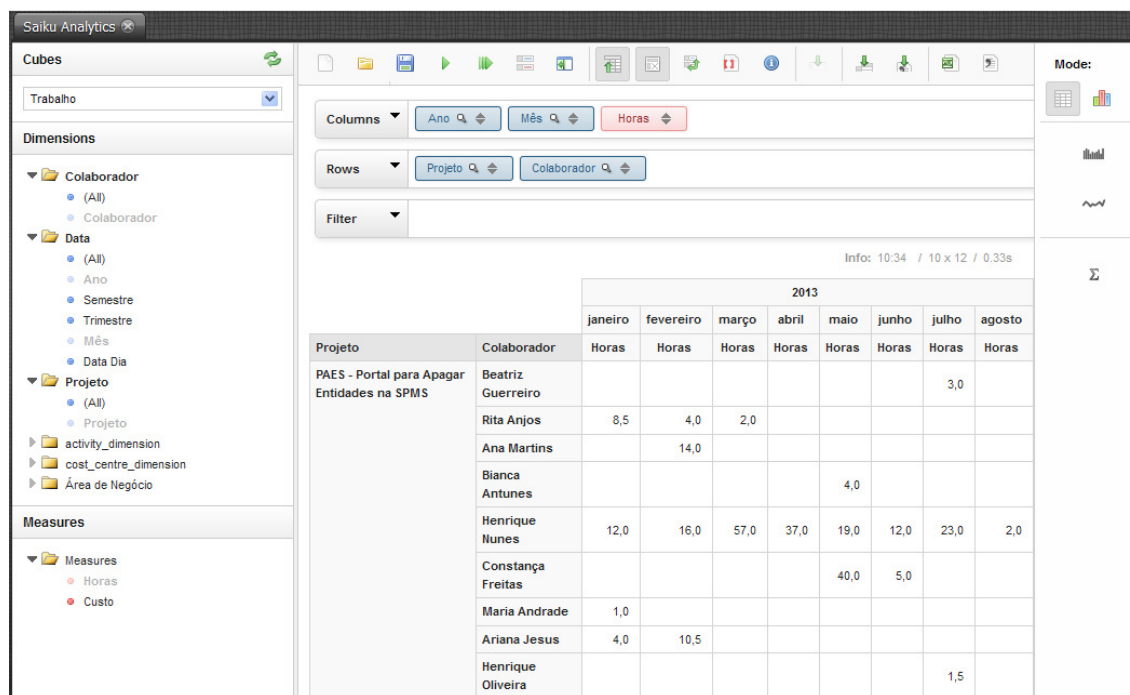 Saiku Analytics
Cubes
Trabalho
Dimensions
Colaborador
(All)
Colaborador
Data
(All)
Ano
Semestre
Trimestre
Mês
Data Dia
Projeto
(All)
Projeto
activity_dimension
cost_centre_dimension
Área de Negócio
Measures
Measures
Horas
Custo
Columns Ano Mês Horas
Rows Projeto Colaborador
Filter
Info: 10:34 / 10 x 12 / 0.33s
2013
janeiro fevereiro março abril maio junho julho agosto
Projeto Colaborador Horas Horas Horas Horas Horas Horas Horas Horas
PAES - Portal para Apagar
Entidades na SPMS
Beatriz
Guerreiro 3,0
Rita Anjos 8,5 4,0 2,0
Ana Martins 14,0
Bianca
Antunes 4,0
Henrique
Nunes 12,0 16,0 57,0 37,0 19,0 12,0 23,0 2,0
Constança
Freitas 40,0 5,0
Maria Andrade 1,0
Ariana Jesus 4,0 10,5
Henrique
Oliveira 1,5
Mode: